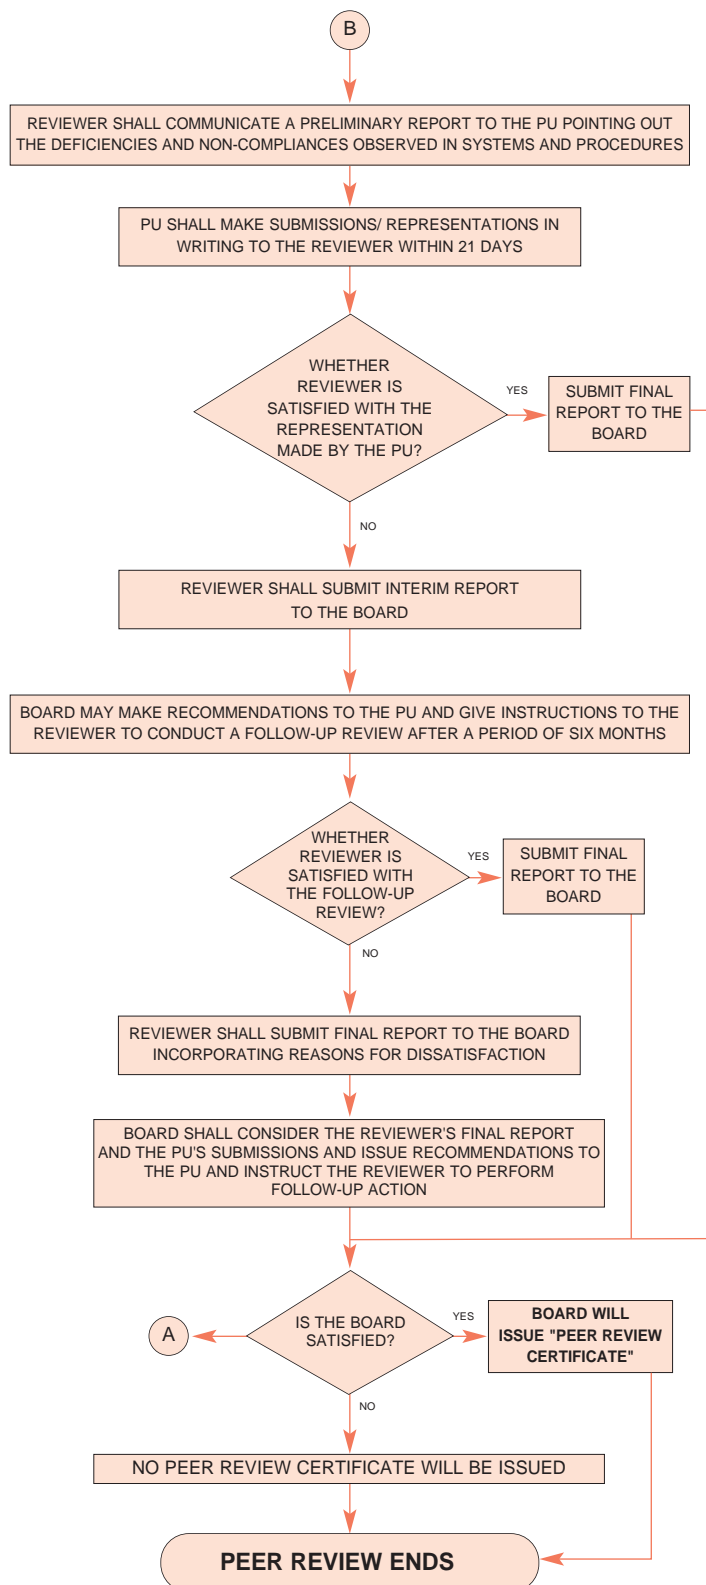 B
REVIEWER SHALL COMMUNICATE A PRELIMINARY REPORT TO THE PU POINTING OUT
THE DEFICIENCIES AND NON-COMPLIANCES OBSERVED IN SYSTEMS AND PROCEDURES
PU SHALL MAKE SUBMISSIONS/ REPRESENTATIONS IN
WRITING TO THE REVIEWER WITHIN 21 DAYS
WHETHER
REVIEWER IS
SATISFIED WITH THE
REPRESENTATION
MADE BY THE PU?
YES
SUBMIT FINAL
REPORT TO THE
BOARD
NO
REVIEWER SHALL SUBMIT INTERIM REPORT
TO THE BOARD
BOARD MAY MAKE RECOMMENDATIONS TO THE PU AND GIVE INSTRUCTIONS TO THE
REVIEWER TO CONDUCT A FOLLOW-UP REVIEW AFTER A PERIOD OF SIX MONTHS
WHETHER
REVIEWER IS
SATISFIED WITH
THE FOLLOW-UP
REVIEW?
YES
SUBMIT FINAL
REPORT TO THE
BOARD
NO
REVIEWER SHALL SUBMIT FINAL REPORT TO THE BOARD
INCORPORATING REASONS FOR DISSATISFACTION
BOARD SHALL CONSIDER THE REVIEWER'S FINAL REPORT
AND THE PU'S SUBMISSIONS AND ISSUE RECOMMENDATIONS TO
THE PU AND INSTRUCT THE REVIEWER TO PERFORM
FOLLOW-UP ACTION
A
IS THE BOARD
SATISFIED?
YES
BOARD WILL
ISSUE "PEER REVIEW
CERTIFICATE"
NO
NO PEER REVIEW CERTIFICATE WILL BE ISSUED
PEER REVIEW ENDS